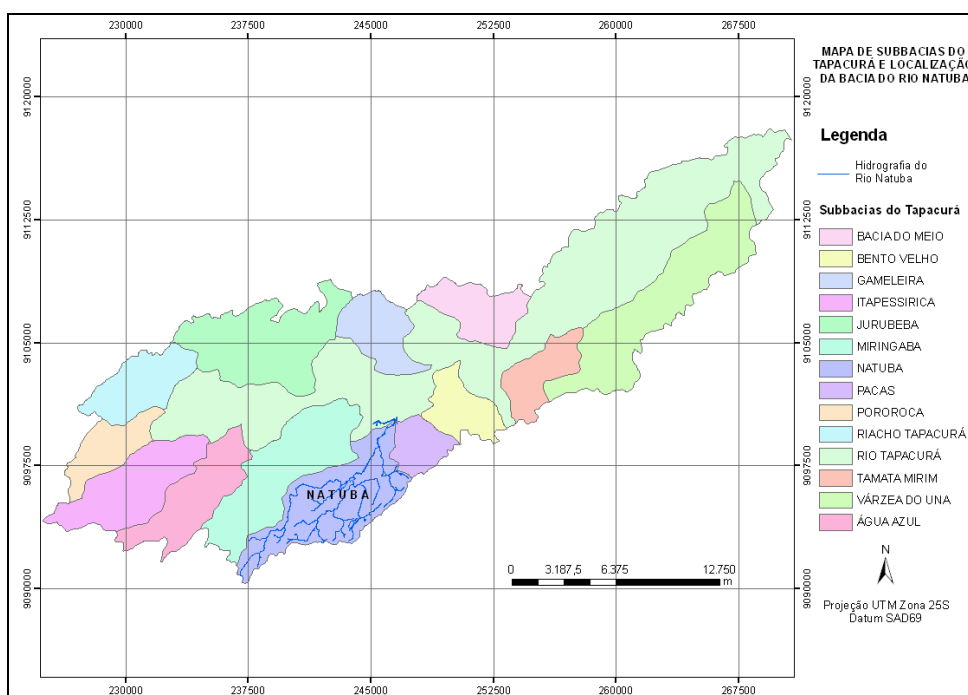 230000 237500 245000 252500 260000 267500
MAPA DE SUBBACIAS DO
TAPACURÁ E LOCALIZAÇÃO
DA BACIA DO RIO NATUBA
9120000 9120000
9112500 9112500
9105000 9105000
9097500 9097500
9090000 9090000
Legenda
Hidrografia do
Rio Natuba
Subbacias do Tapacurá
BACIA DO MEIO
BENTO VELHO
GAMELEIRA
ITAPESSIRICA
JURUBEBA
MIRINGABA
NATUBA
PACAS
POROROCA
RIACHO TAPACURÁ
RIO TAPACURÁ
TAMATA MIRIM
VÁRZEA DO UNA
ÁGUA AZUL
NATUBA
0 3.187,5 6.375 12.750
m
N
Projeção UTM Zona 25S
Datum SAD69
230000 237500 245000 252500 260000 267500